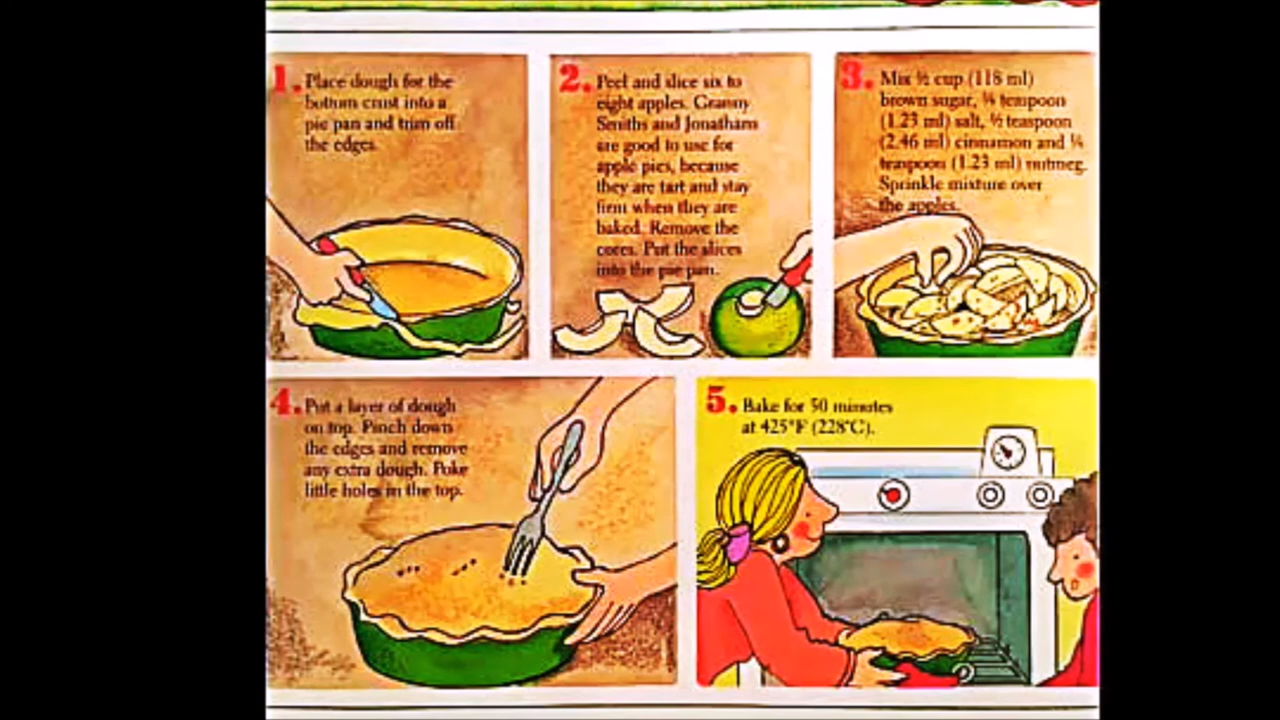 1. Place dough for the
bottom crust into a
pie pan and trim off
the edges.
2. Peel and slice six to
eight apples. Granny
Smiths and Jonathans
are good to use for
apple pies, because
they are tart and stay
firm when they are
baked. Remove the
cores. Put the slices
into the pie pan.
3. Mix ½ cup (118 ml)
brown sugar, ¼ teaspoon
(1.23 ml) salt, ½ teaspoon
(2.46 ml) cinnamon and ¼
teaspoon (1.23 ml) nutmeg.
Sprinkle mixture over
the apples.
4. Put a layer of dough
on top. Pinch down
the edges and remove
any extra dough. Poke
little holes in the top.
5. Bake for 50 minutes
at 425°F (228°C).